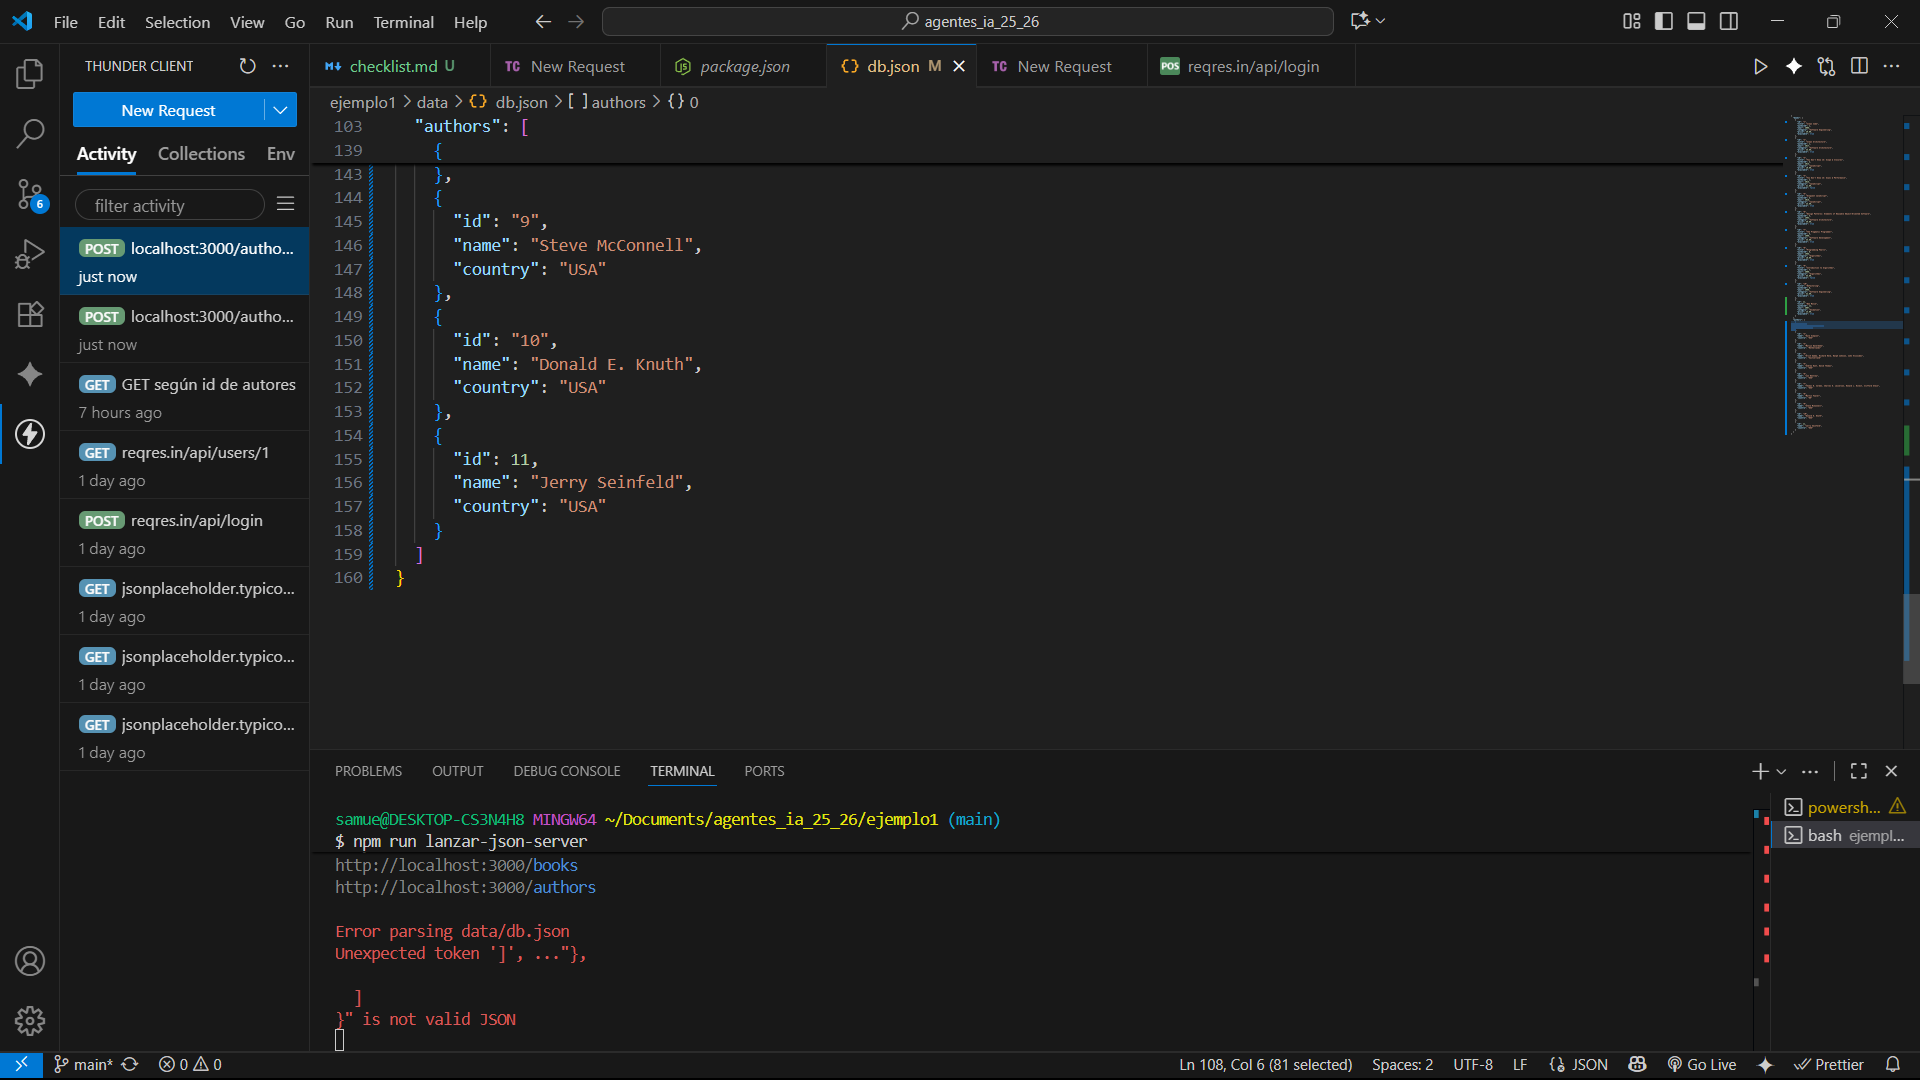 File Edit Selection View Go Run Terminal Help
agentes_ia_25_26
THUNDER CLIENT
New Request
Activity Collections Env
filter activity
POST localhost:3000/autho...
just now
POST localhost:3000/autho...
just now
GET GET según id de autores
7 hours ago
GET reqres.in/api/users/1
1 day ago
POST reqres.in/api/login
1 day ago
GET jsonplaceholder.typico...
1 day ago
GET jsonplaceholder.typico...
1 day ago
GET jsonplaceholder.typico...
1 day ago
6
checklist.md U
TC New Request
package.json
{} db.json M
TC New Request
POS reqres.in/api/login
ejemplo1 > data > {} db.json > [ ] authors > {} 0
103 "authors": [
139 {
143 },
144 {
145 "id": "9",
146 "name": "Steve McConnell",
147 "country": "USA"
148 },
149 {
150 "id": "10",
151 "name": "Donald E. Knuth",
152 "country": "USA"
153 },
154 {
155 "id": 11,
156 "name": "Jerry Seinfeld",
157 "country": "USA"
158 }
159 ]
160 }
PROBLEMS OUTPUT DEBUG CONSOLE TERMINAL PORTS
samue@DESKTOP-CS3N4H8 MINGW64 ~/Documents/agentes_ia_25_26/ejemplo1 (main)
$ npm run lanzar-json-server
http://localhost:3000/books
http://localhost:3000/authors
Error parsing data/db.json
Unexpected token ']', ..."},
]
}" is not valid JSON
powersh...
bash ejempl...
main* 0 0
Ln 108, Col 6 (81 selected) Spaces: 2 UTF-8 LF {} JSON Go Live Prettier